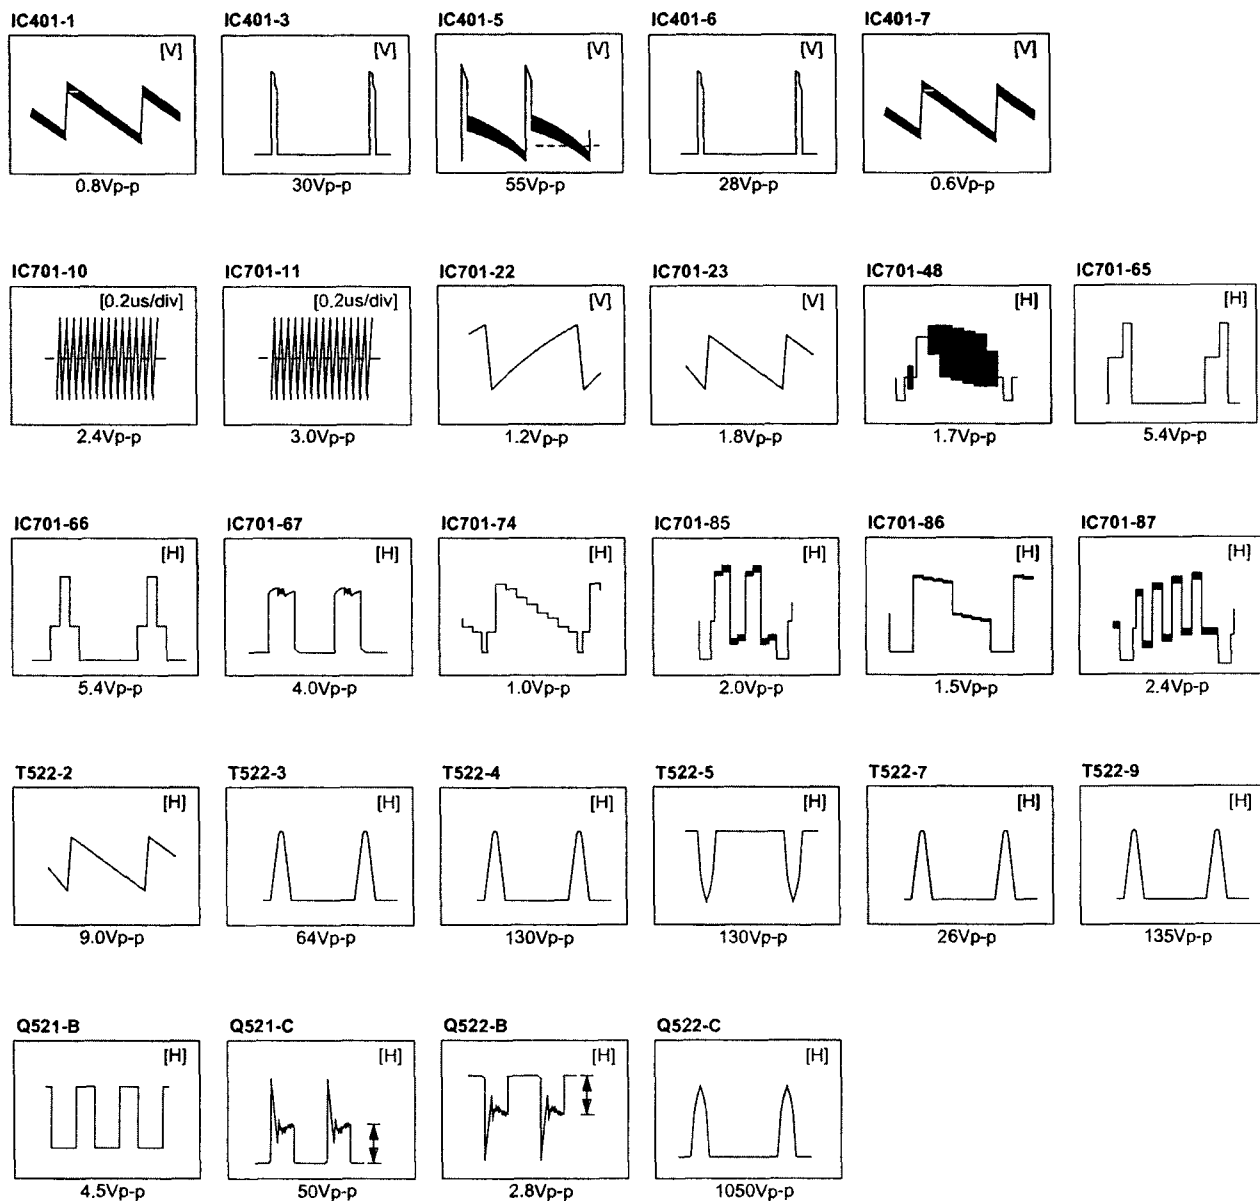 IC401-1 IC401-3 IC401-5 IC401-6 IC401-7
[V] [V] [V] [V] [V]
0.8Vp-p 30Vp-p 55Vp-p 28Vp-p 0.6Vp-p
IC701-10 IC701-11 IC701-22 IC701-23 IC701-48 IC701-65
[0.2us/div] [0.2us/div] [V] [V] [H] [H]
2.4Vp-p 3.0Vp-p 1.2Vp-p 1.8Vp-p 1.7Vp-p 5.4Vp-p
IC701-66 IC701-67 IC701-74 IC701-85 IC701-86 IC701-87
[H] [H] [H] [H] [H] [H]
5.4Vp-p 4.0Vp-p 1.0Vp-p 2.0Vp-p 1.5Vp-p 2.4Vp-p
T522-2 T522-3 T522-4 T522-5 T522-7 T522-9
[H] [H] [H] [H] [H] [H]
9.0Vp-p 64Vp-p 130Vp-p 130Vp-p 26Vp-p 135Vp-p
Q521-B Q521-C Q522-B Q522-C
[H] [H] [H] [H]
4.5Vp-p 50Vp-p 2.8Vp-p 1050Vp-p